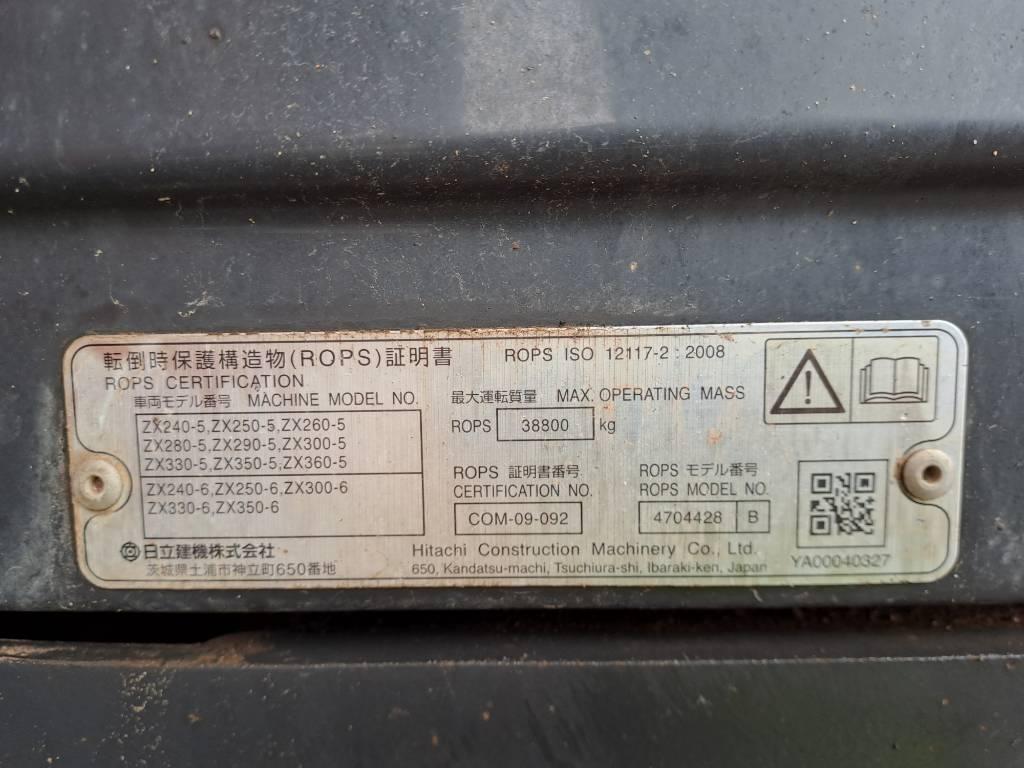 転倒時保護構造物(ROPS)証明書
ROPS ISO 12117-2 : 2008
ROPS CERTIFICATION
車両モデル番号 MACHINE MODEL NO.
ZX240-5,ZX250-5,ZX260-5
ZX280-5,ZX290-5,ZX300-5
ZX330-5,ZX350-5,ZX360-5
ZX240-6,ZX250-6,ZX300-6
ZX330-6,ZX350-6
最大運転質量 MAX. OPERATING MASS
ROPS 38800 kg
ROPS 証明書番号
CERTIFICATION NO.
COM-09-092
ROPS モデル番号
ROPS MODEL NO.
4704428 B
日立建機株式会社
茨城県土浦市神立町650番地
Hitachi Construction Machinery Co., Ltd.
650, Kandatsu-machi, Tsuchiura-shi, Ibaraki-ken, Japan
YA00040327